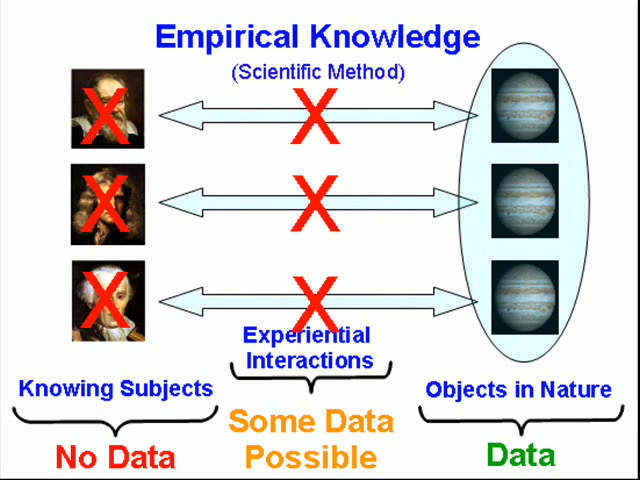 Empirical Knowledge
(Scientific Method)
X X
X X
X X
Experiential
Interactions
Knowing Subjects
Objects in Nature
Some Data
Possible
No Data
Data